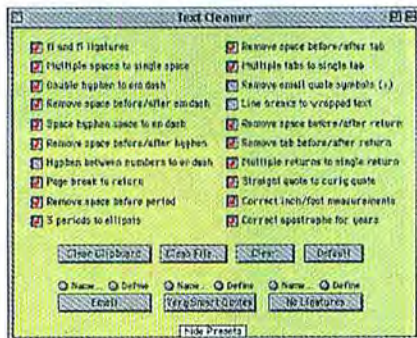 Text Cleaner
fi and fl ligatures
Multiple spaces to single space
Double hyphen to em dash
Remove space before/after em dash
Space hyphen space to en dash
Remove space before/after hyphen
Hyphen between numbers to en dash
Page break to return
Remove space before period
3 periods to ellipsis
Remove space before/after tab
Multiple tabs to single tab
Remove email quote symbols (>)
Line breaks to wrapped text
Remove space before/after return
Remove tab before/after return
Multiple returns to single return
Straight quote to curly quote
Correct inch/foot measurements
Correct apostrophe for years
Clean Clipboard Clean File... Clear Default
Name... Define Name... Define Name... Define
Email Very Smart Quotes No Ligatures
Hide Presets